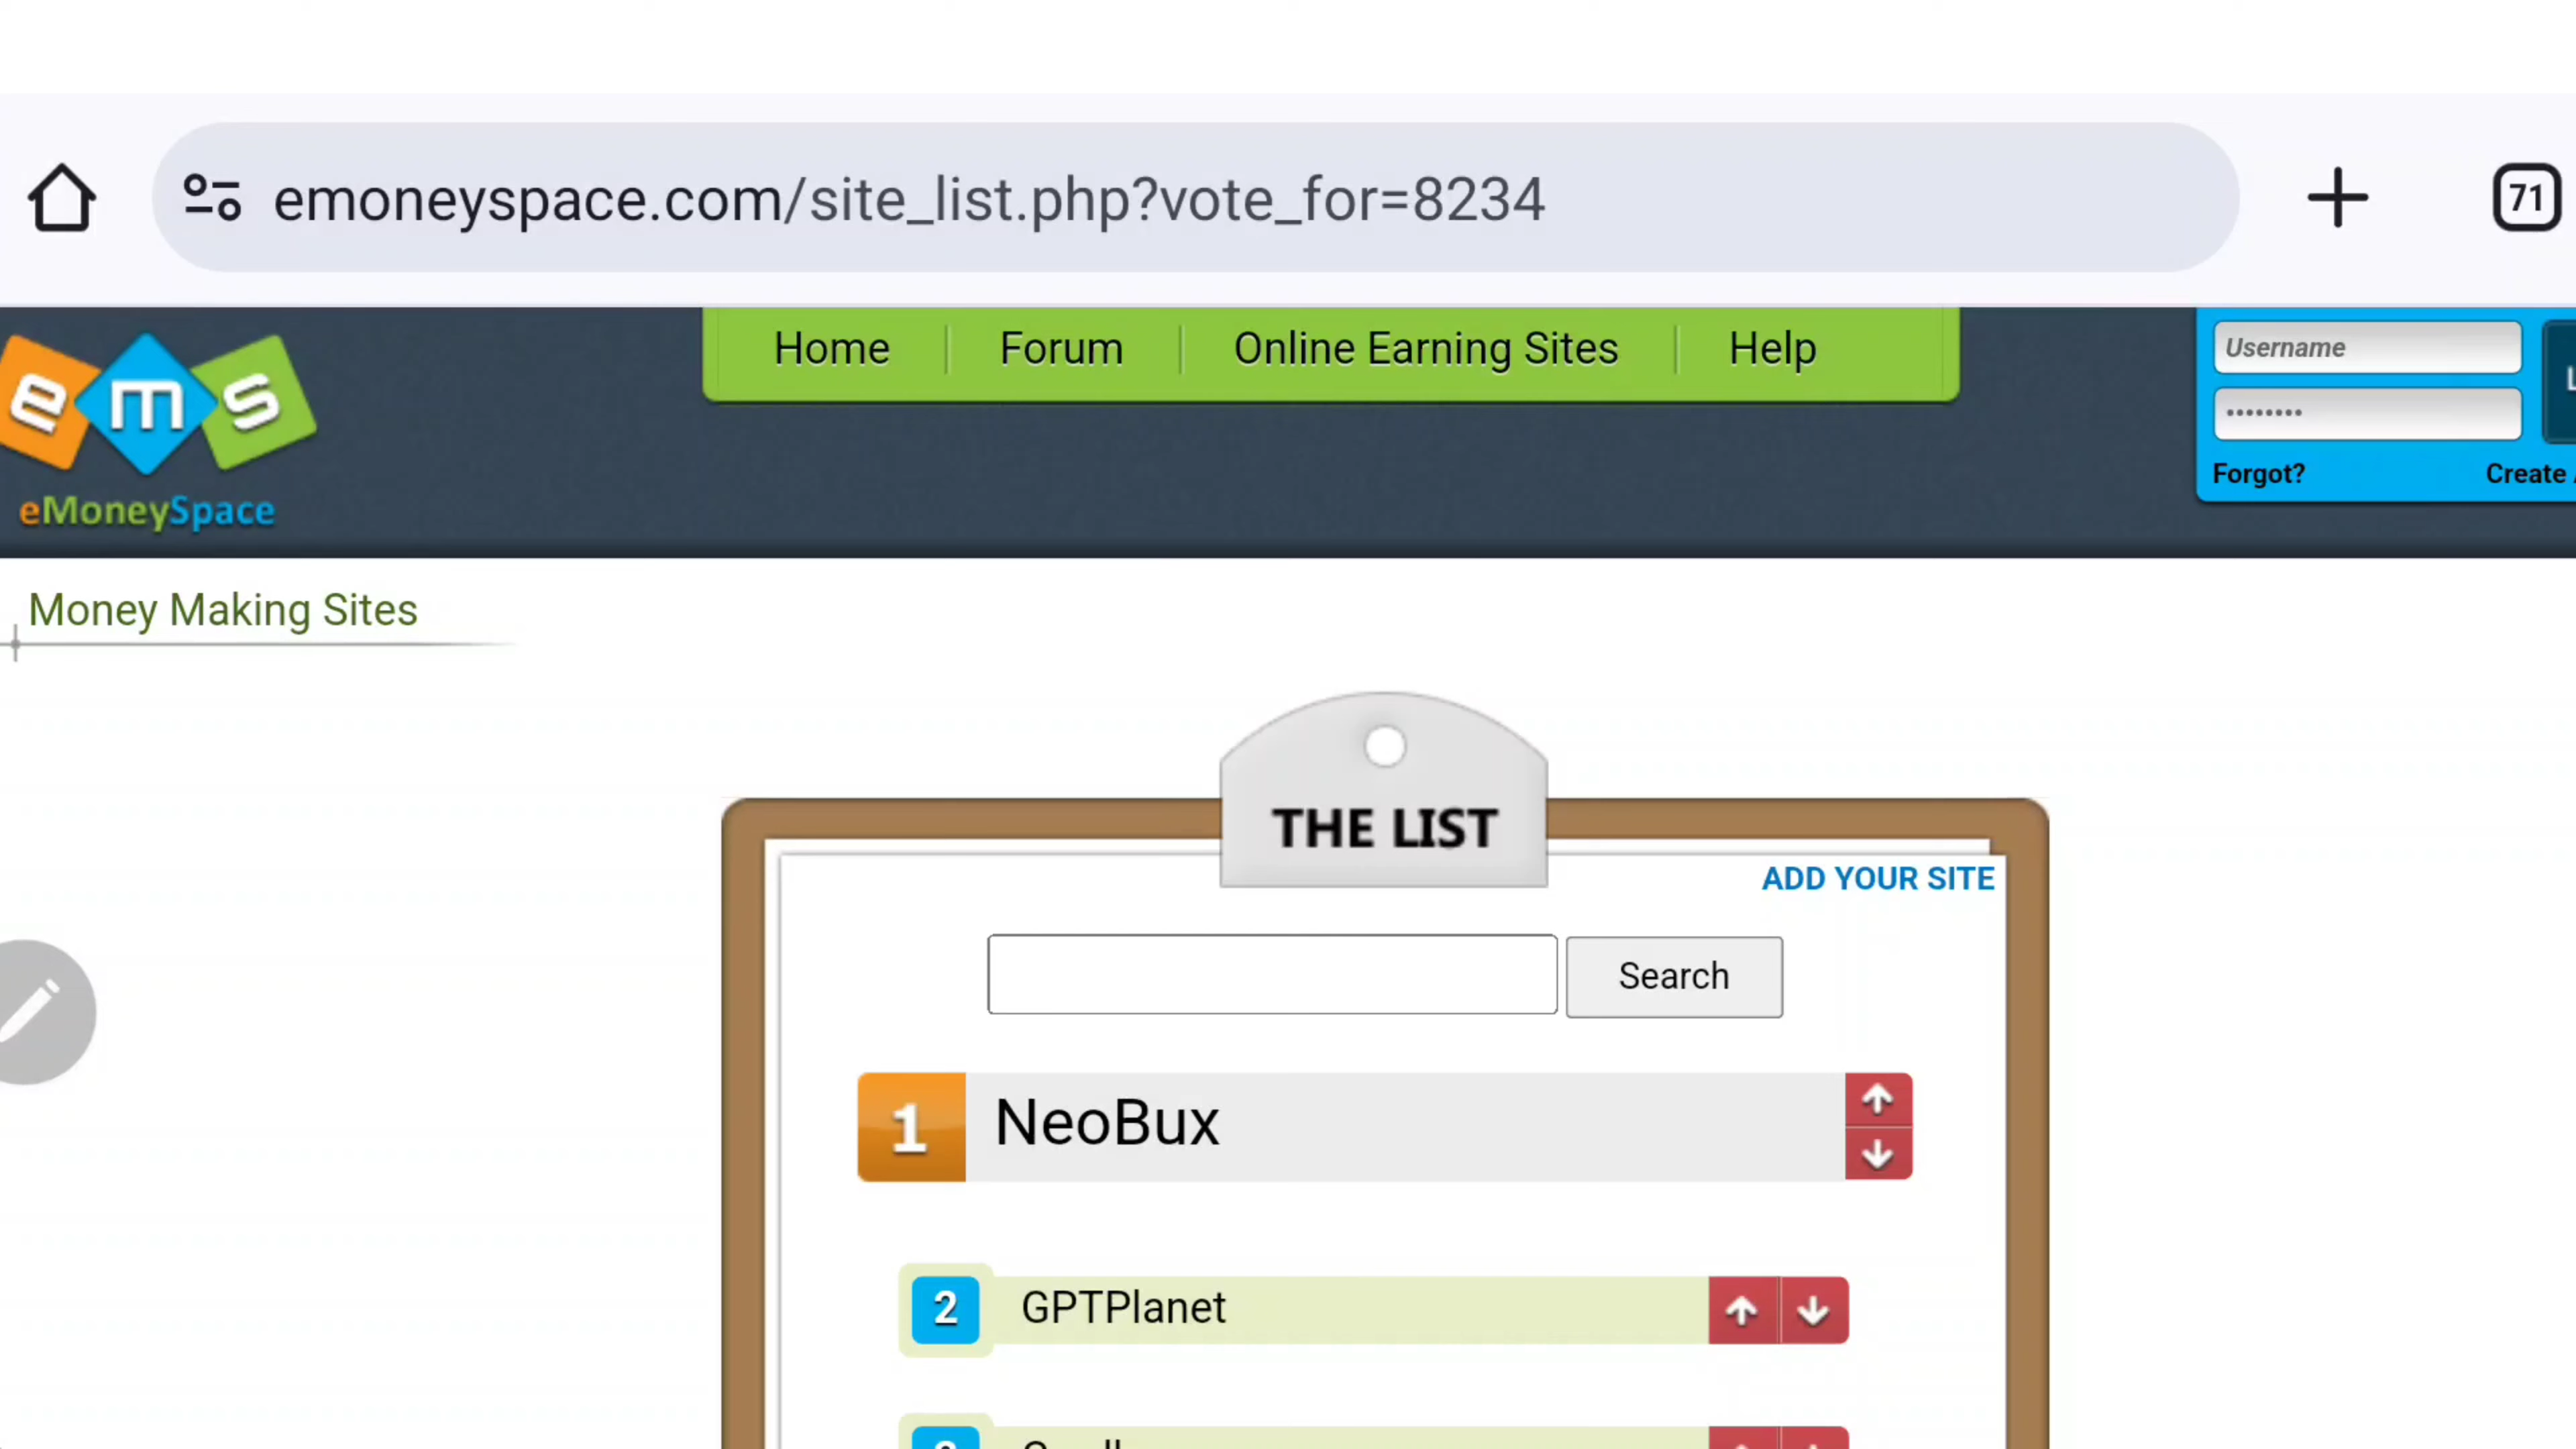 emoneyspace.com/site_list.php?vote_for=8234
71
Home
Forum
Online Earning Sites
Help
Username
Forgot?
Create
ems
eMoneySpace
Money Making Sites
THE LIST
ADD YOUR SITE
Search
1 NeoBux
2 GPTPlanet